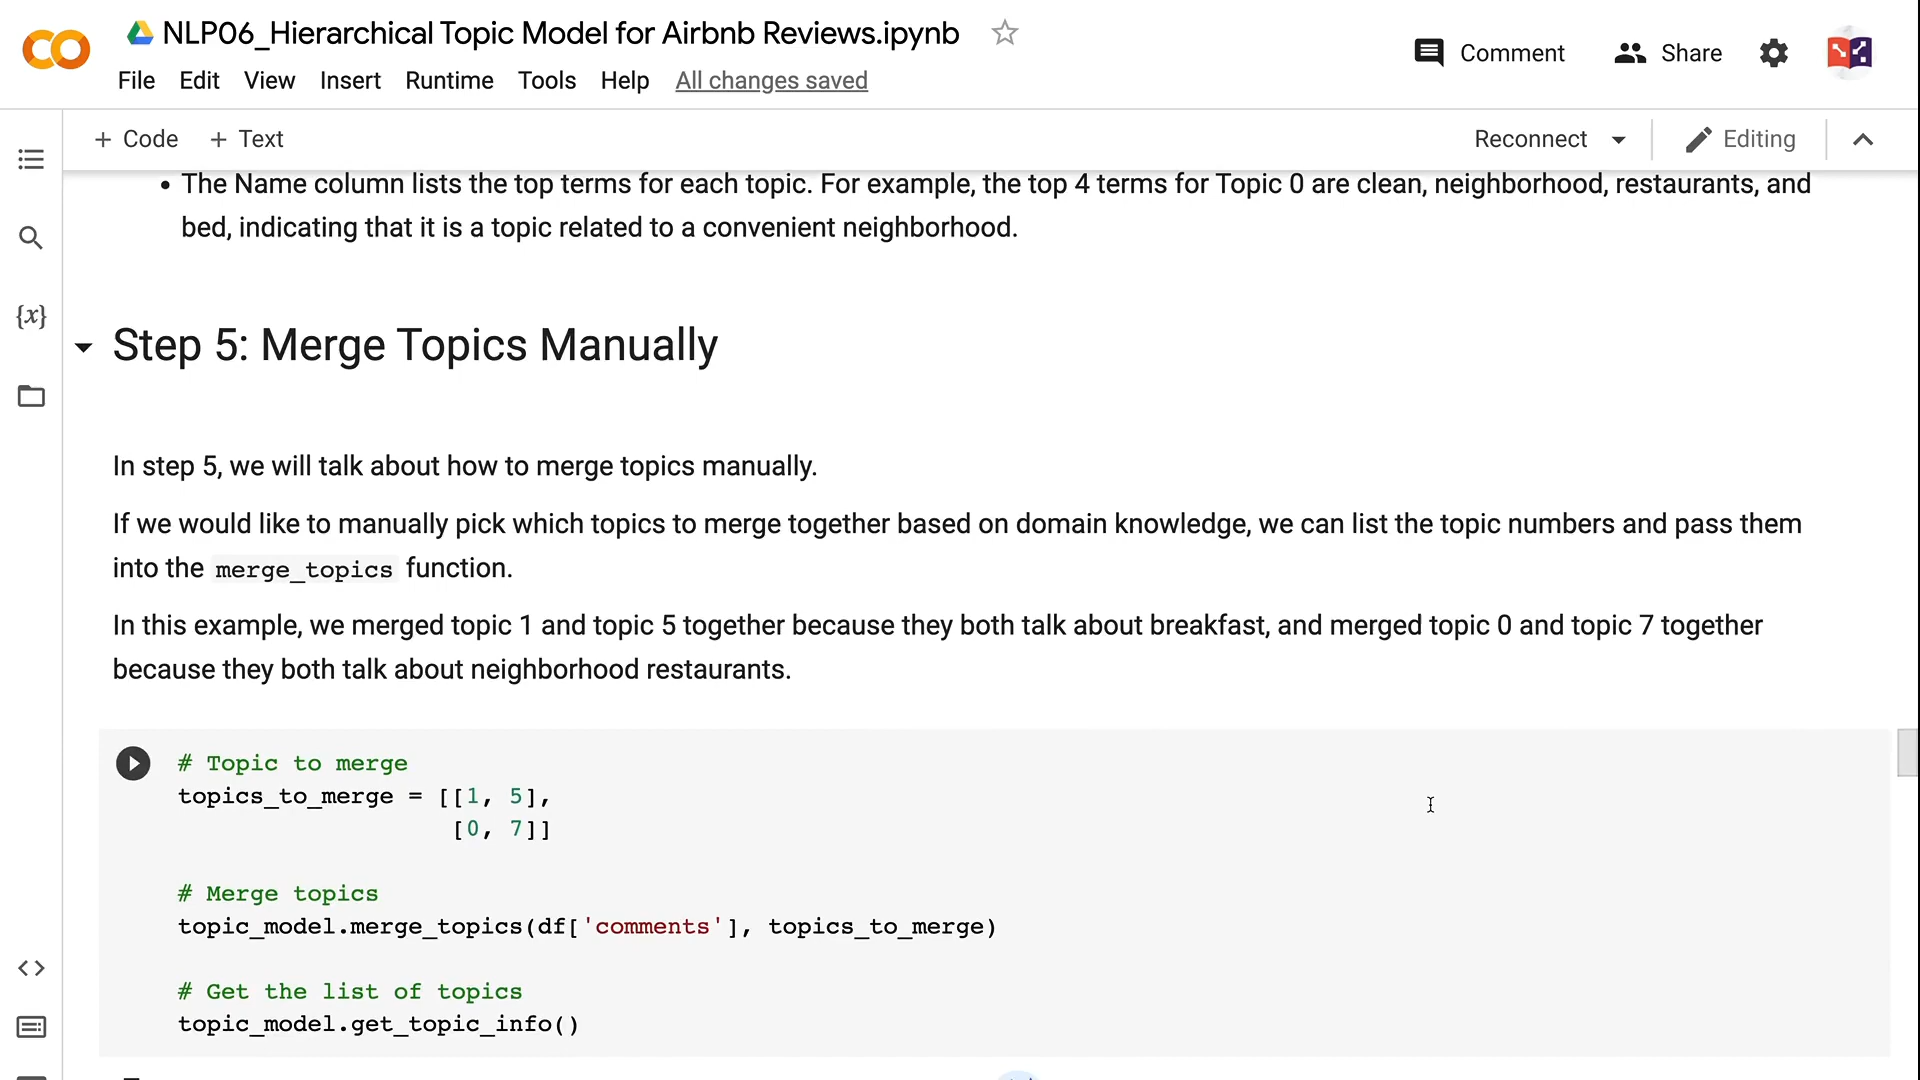 NLP06_Hierarchical Topic Model for Airbnb Reviews.ipynb
File Edit View Insert Runtime Tools Help All changes saved
Comment Share
+ Code + Text
Reconnect Editing
• The Name column lists the top terms for each topic. For example, the top 4 terms for Topic 0 are clean, neighborhood, restaurants, and
bed, indicating that it is a topic related to a convenient neighborhood.
{x}
Step 5: Merge Topics Manually
In step 5, we will talk about how to merge topics manually.
If we would like to manually pick which topics to merge together based on domain knowledge, we can list the topic numbers and pass them
into the merge_topics function.
In this example, we merged topic 1 and topic 5 together because they both talk about breakfast, and merged topic 0 and topic 7 together
because they both talk about neighborhood restaurants.
# Topic to merge
topics_to_merge = [[1, 5],
[0, 7]]
# Merge topics
topic_model.merge_topics(df['comments'], topics_to_merge)
# Get the list of topics
topic_model.get_topic_info()